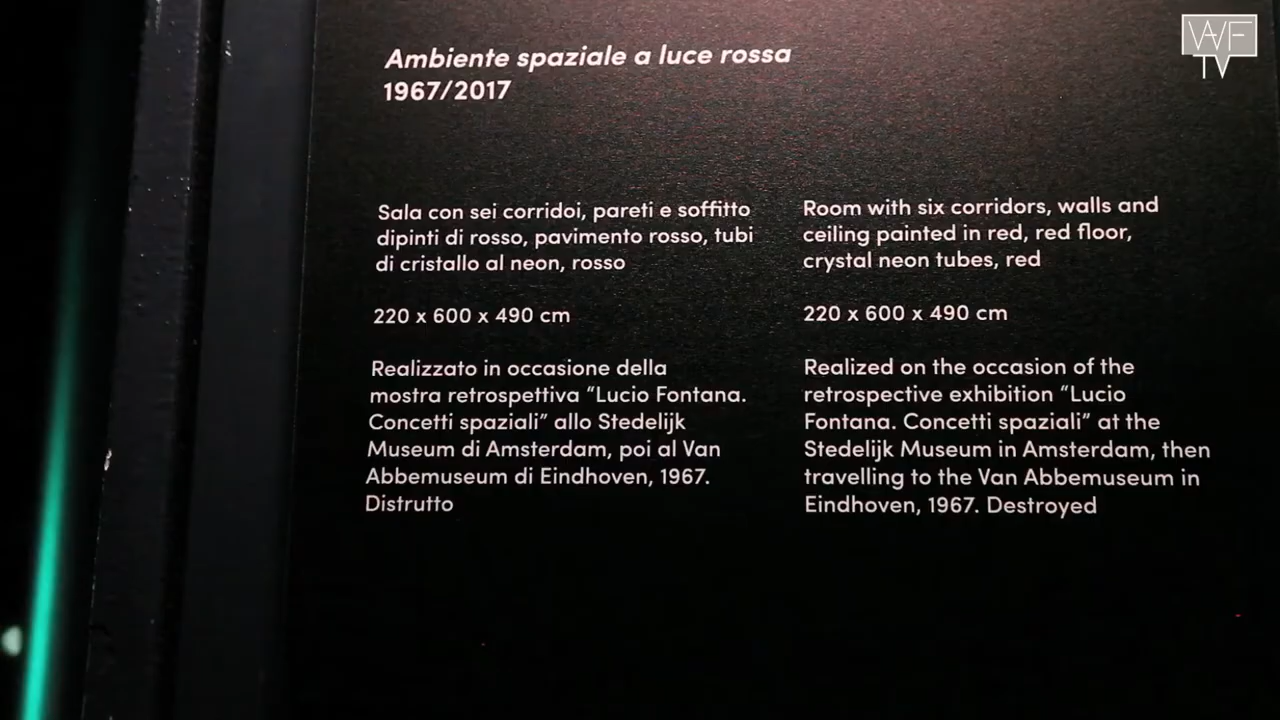 Ambiente spaziale a luce rossa
1967/2017
Sala con sei corridoi, pareti e soffitto
dipinti di rosso, pavimento rosso, tubi
di cristallo al neon, rosso
220 x 600 x 490 cm
Realizzato in occasione della
mostra retrospettiva “Lucio Fontana.
Concetti spaziali” allo Stedelijk
Museum di Amsterdam, poi al Van
Abbemuseum di Eindhoven, 1967.
Distrutto
Room with six corridors, walls and
ceiling painted in red, red floor,
crystal neon tubes, red
220 x 600 x 490 cm
Realized on the occasion of the
retrospective exhibition “Lucio
Fontana. Concetti spaziali” at the
Stedelijk Museum in Amsterdam, then
travelling to the Van Abbemuseum in
Eindhoven, 1967. Destroyed
TV